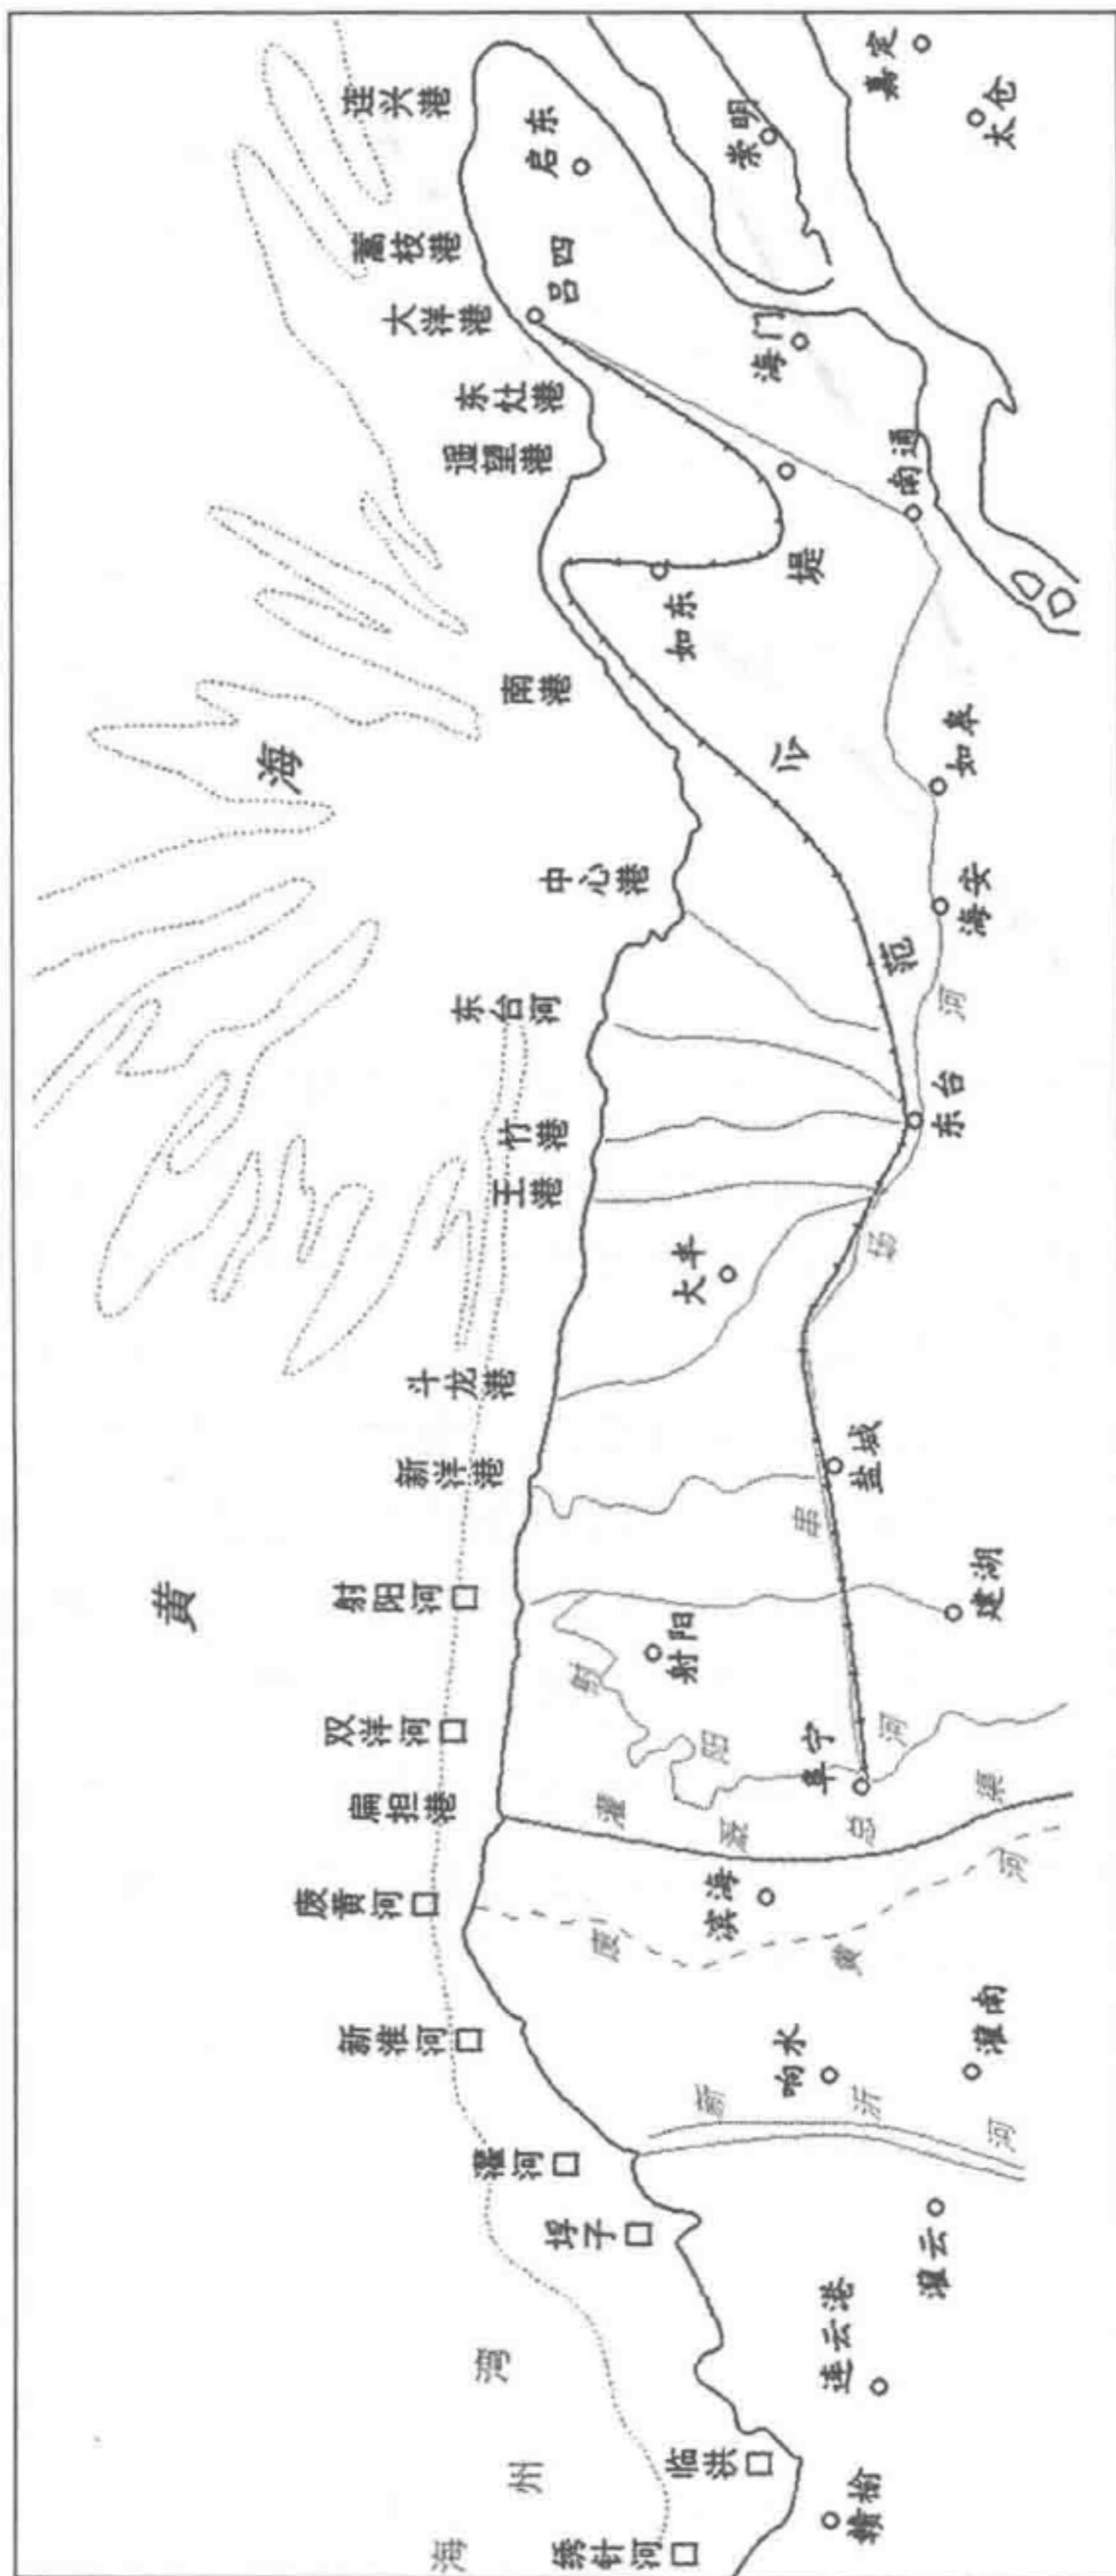 黄海
海州湾
绣针河口
临洪口
埒子口
灌河口
新淮河口
废黄河口
扁担港
双洋河口
射阳河口
新洋港
斗龙港
王港
竹港
东台河
中心港
南港
遥望港
东灶港
大洋港
蒿枝港
连兴港
赣榆
连云港
灌云
新沂河
响水
灌南
废黄河
滨海
灌溉总渠
阜宁
射阳河
射阳
建湖
盐城
串场河
大丰
东台
范公堤
海安
如皋
如东
南通
海门
吕四
启东
崇明
太仓
嘉定